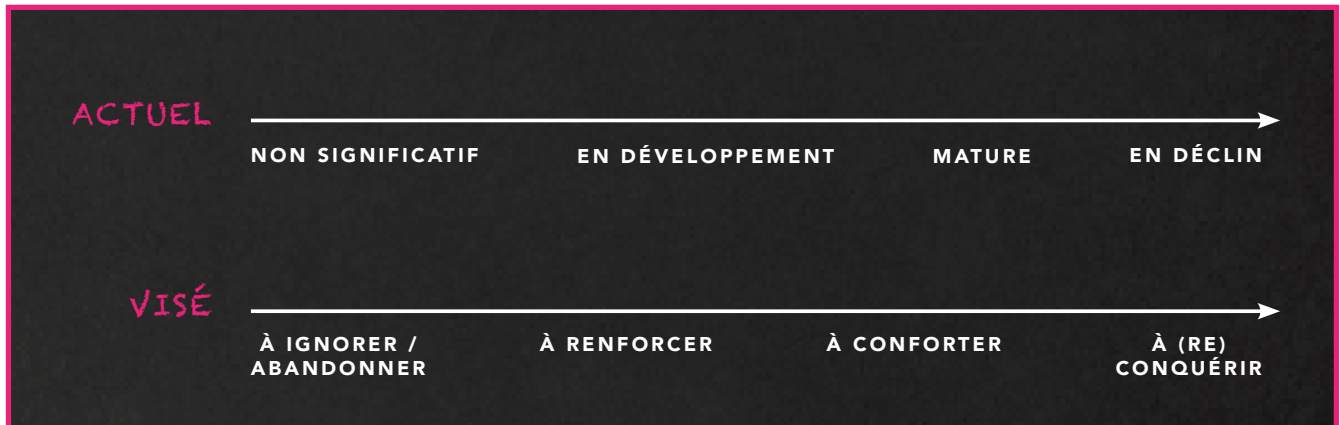 ACTUEL
NON SIGNIFICATIF EN DÉVELOPPEMENT MATURE EN DÉCLIN
VISÉ
À IGNORER / À RENFORCER À CONFORTER À (RE)
ABANDONNER CONQUÉRIR